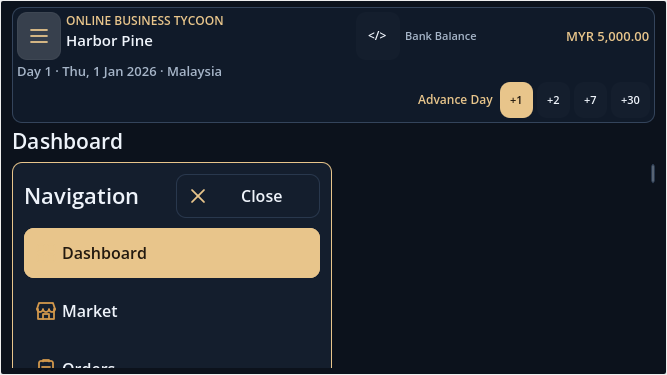 ONLINE BUSINESS TYCOON
Harbor Pine
</> Bank Balance MYR 5,000.00
Day 1 · Thu, 1 Jan 2026 · Malaysia
Advance Day +1 +2 +7 +30
Dashboard
Navigation
Close
Dashboard
Market
Orders